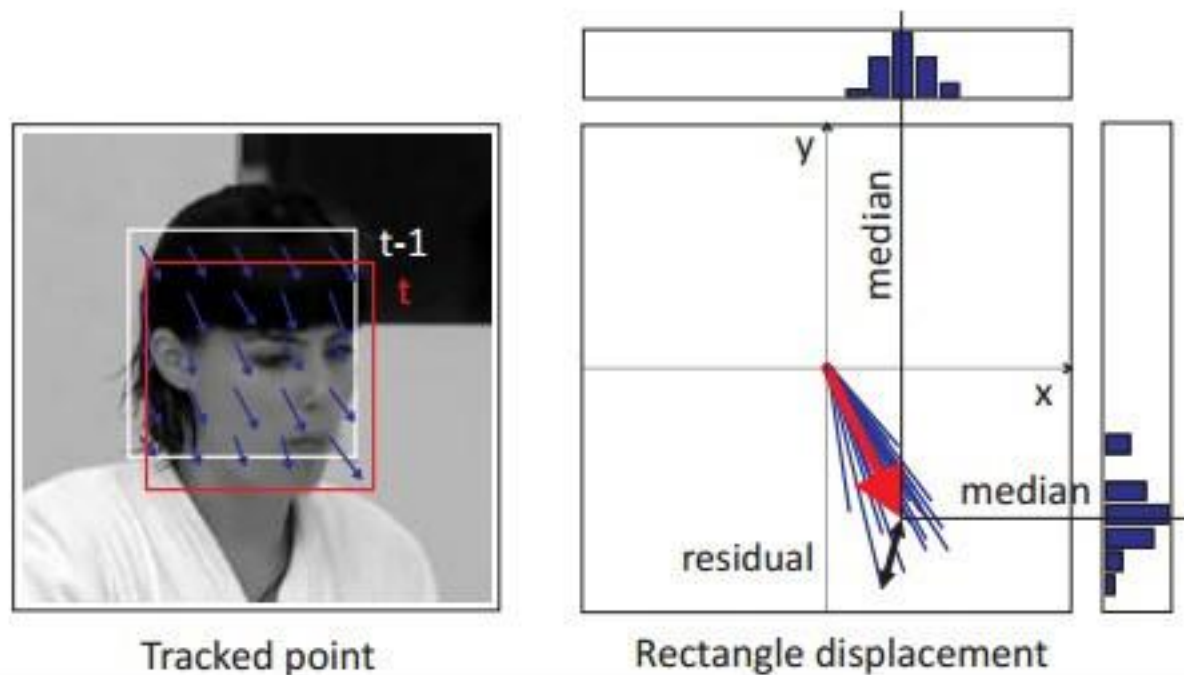 t-1
t
y
median
x
median
residual
Tracked point
Rectangle displacement